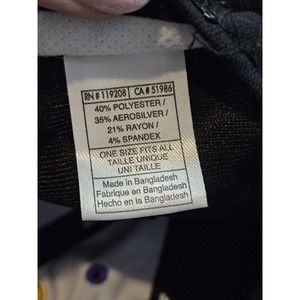 RN # 119208 | CA # 51986
40% POLYESTER /
35% AEROSILVER /
21% RAYON /
4% SPANDEX
ONE SIZE FITS ALL
TAILLE UNIQUE
UNI TAILLE
Made in Bangladesh
Fabrique en Bangladesh
Hecho en Bangladesh